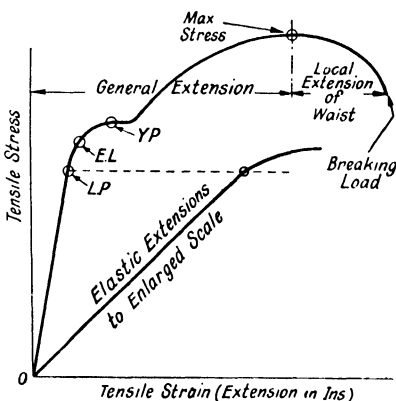 Max
Stress
General Extension
Local
Extension
of
Waist
YP
E.L
LP
Breaking
Load
Elastic Extensions
to Enlarged Scale
Tensile Stress
O
Tensile Strain (Extension in Ins)